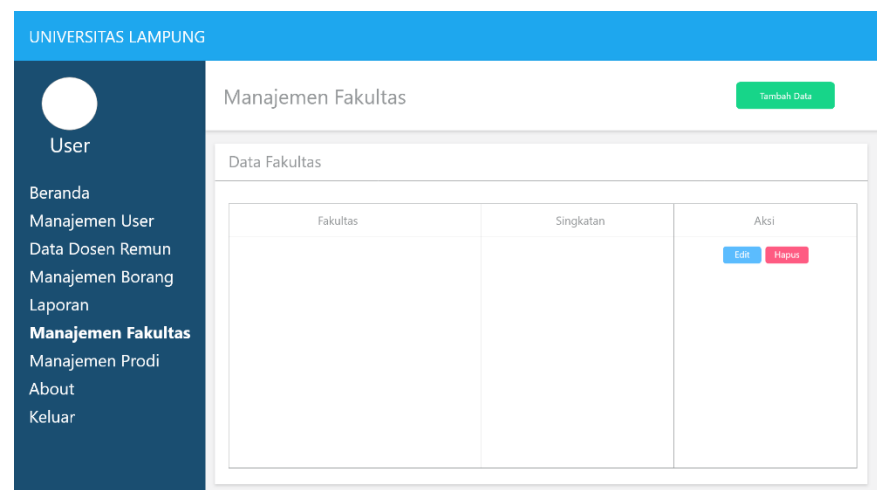 UNIVERSITAS LAMPUNG
User
Beranda
Manajemen User
Data Dosen Remun
Manajemen Borang
Laporan
Manajemen Fakultas
Manajemen Prodi
About
Keluar
Manajemen Fakultas
Tambah Data
Data Fakultas
Fakultas Singkatan Aksi
Edit Hapus